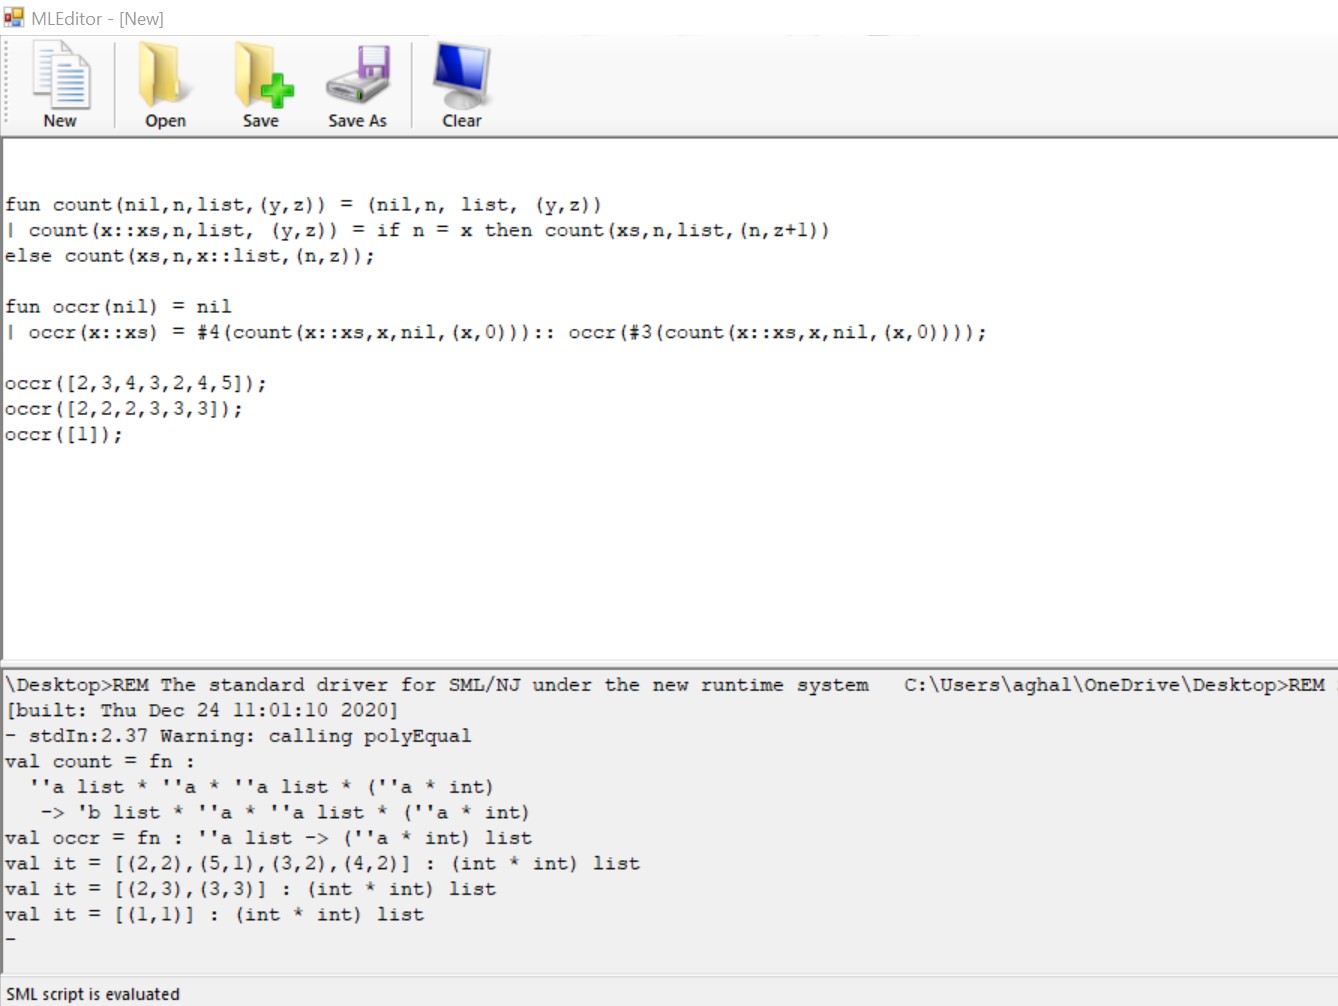 MLEditor - [New]
New Open Save Save As Clear
fun count(nil,n,list,(y,z)) = (nil,n, list, (y,z))
| count(x::xs,n,list, (y,z)) = if n = x then count(xs,n,list,(n,z+1))
else count(xs,n,x::list,(n,z));
fun occr(nil) = nil
| occr(x::xs) = #4(count(x::xs,x,nil,(x,0))):: occr(#3(count(x::xs,x,nil,(x,0))));
occr([2,3,4,3,2,4,5]);
occr([2,2,2,3,3,3]);
occr([1]);
\Desktop>REM The standard driver for SML/NJ under the new runtime system C:\Users\aghal\OneDrive\Desktop>REM
[built: Thu Dec 24 11:01:10 2020]
- stdIn:2.37 Warning: calling polyEqual
val count = fn :
''a list * ''a * ''a list * (''a * int)
-> 'b list * ''a * ''a list * (''a * int)
val occr = fn : ''a list -> (''a * int) list
val it = [(2,2),(5,1),(3,2),(4,2)] : (int * int) list
val it = [(2,3),(3,3)] : (int * int) list
val it = [(1,1)] : (int * int) list
-
SML script is evaluated